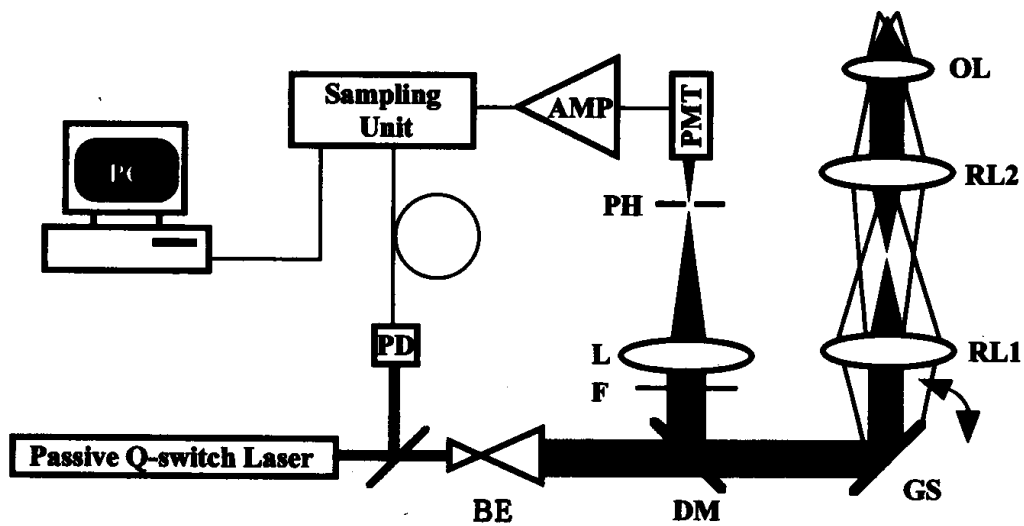 OL
Sampling
Unit
AMP
PMT
PC
RL2
PH
PD
L
RL1
F
Passive Q-switch Laser
GS
BE
DM